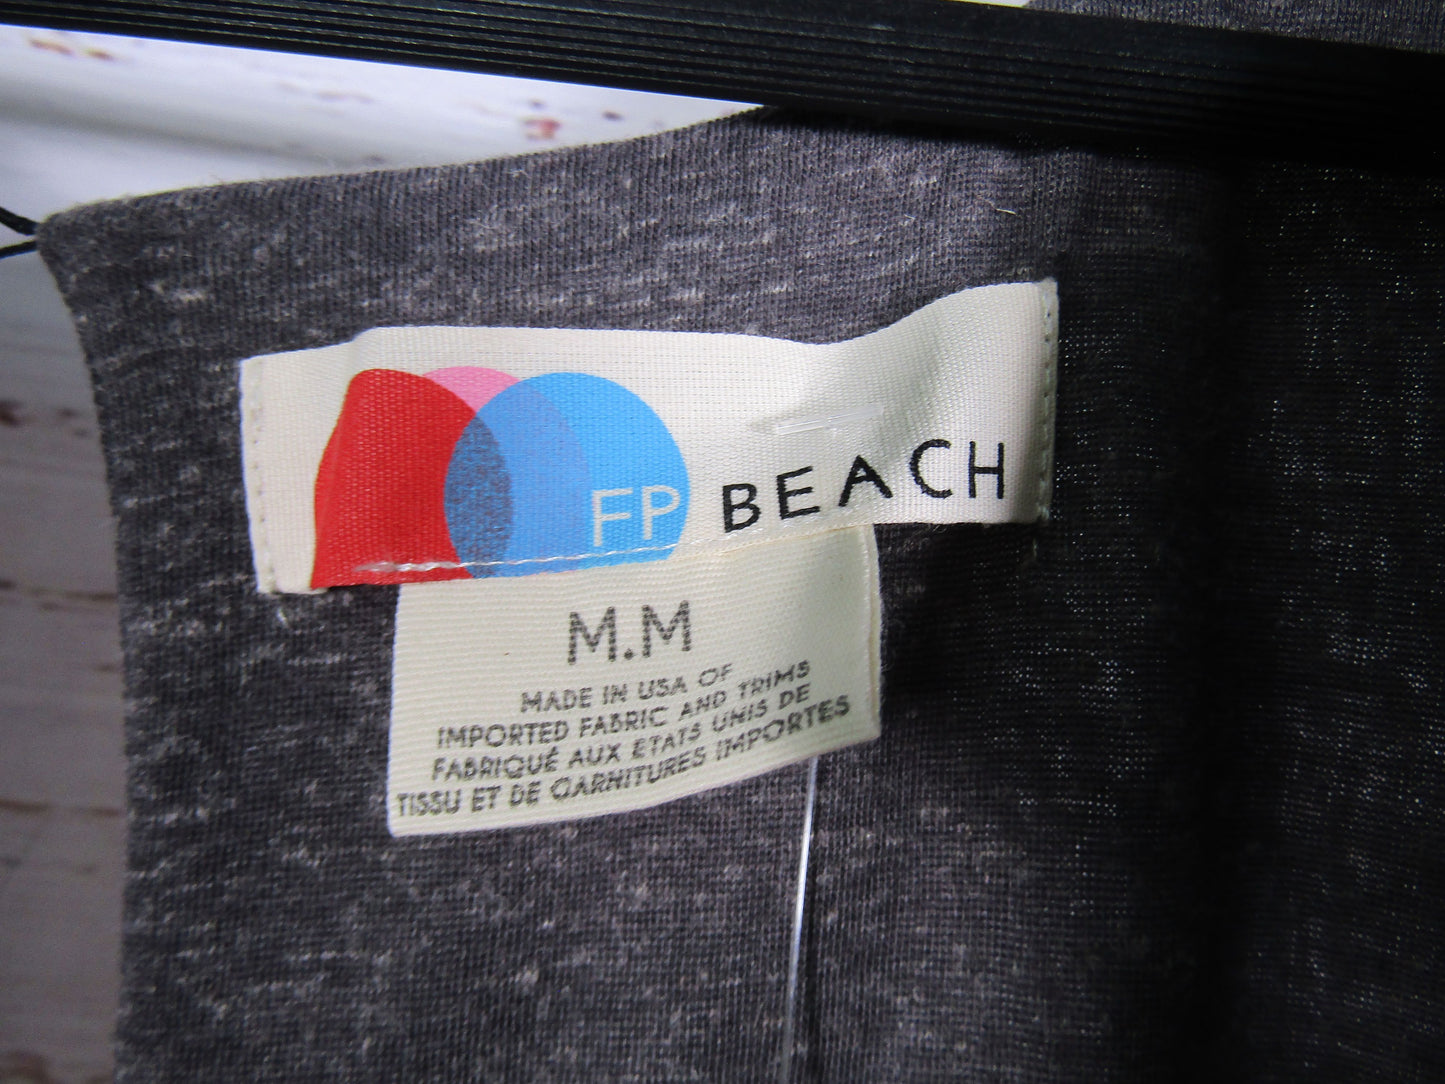 FP BEACH
M.M
MADE IN USA OF
IMPORTED FABRIC AND TRIMS
FABRIQUÉ AUX ETATS UNIS DE
TISSU ET DE GARNITURES IMPORTES